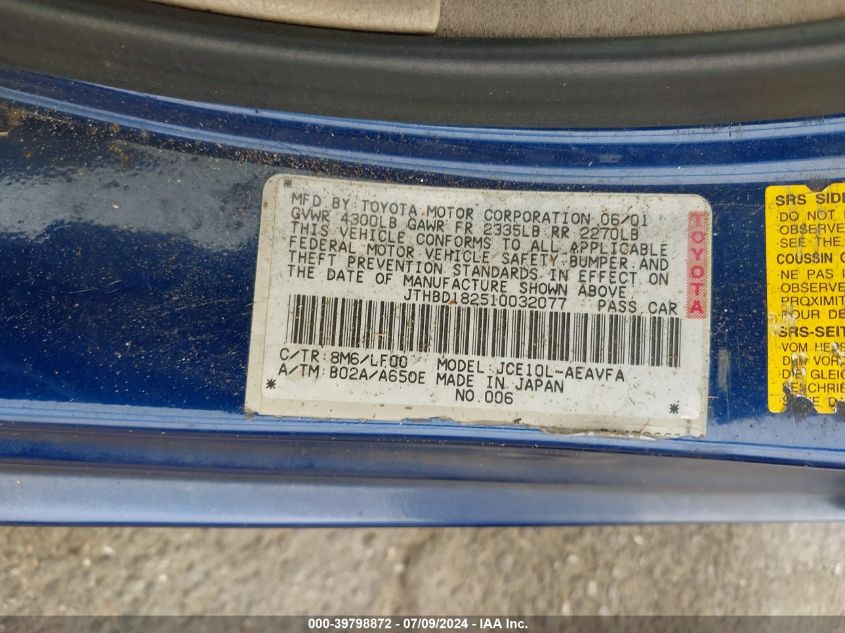 MFD BY TOYOTA MOTOR CORPORATION 06/01
GVWR 4300LB GAWR FR 2335LB RR 2270LB
THIS VEHICLE CONFORMS TO ALL APPLICABLE
FEDERAL MOTOR VEHICLE SAFETY,BUMPER,AND
THEFT PREVENTION STANDARDS IN EFFECT ON
THE DATE OF MANUFACTURE SHOWN ABOVE.
JTHBD182510032077 PASS.CAR
TOYOTA
C/TR:8M6/LF00 MODEL:JCE10L-AEAVFA
A/TM:B02A/A650E MADE IN JAPAN
NO.006
SRS SIDE
DO NOT
OBSERVE
SEE THE
COUSSIN
NE PAS
OBSERVE
PROXIMIT
POUR DE
SRS-SEIT
VOM HERS
DEN VOR
DIE GLEIC
ESCHRIE
000-39798872 - 07/09/2024 - IAA Inc.